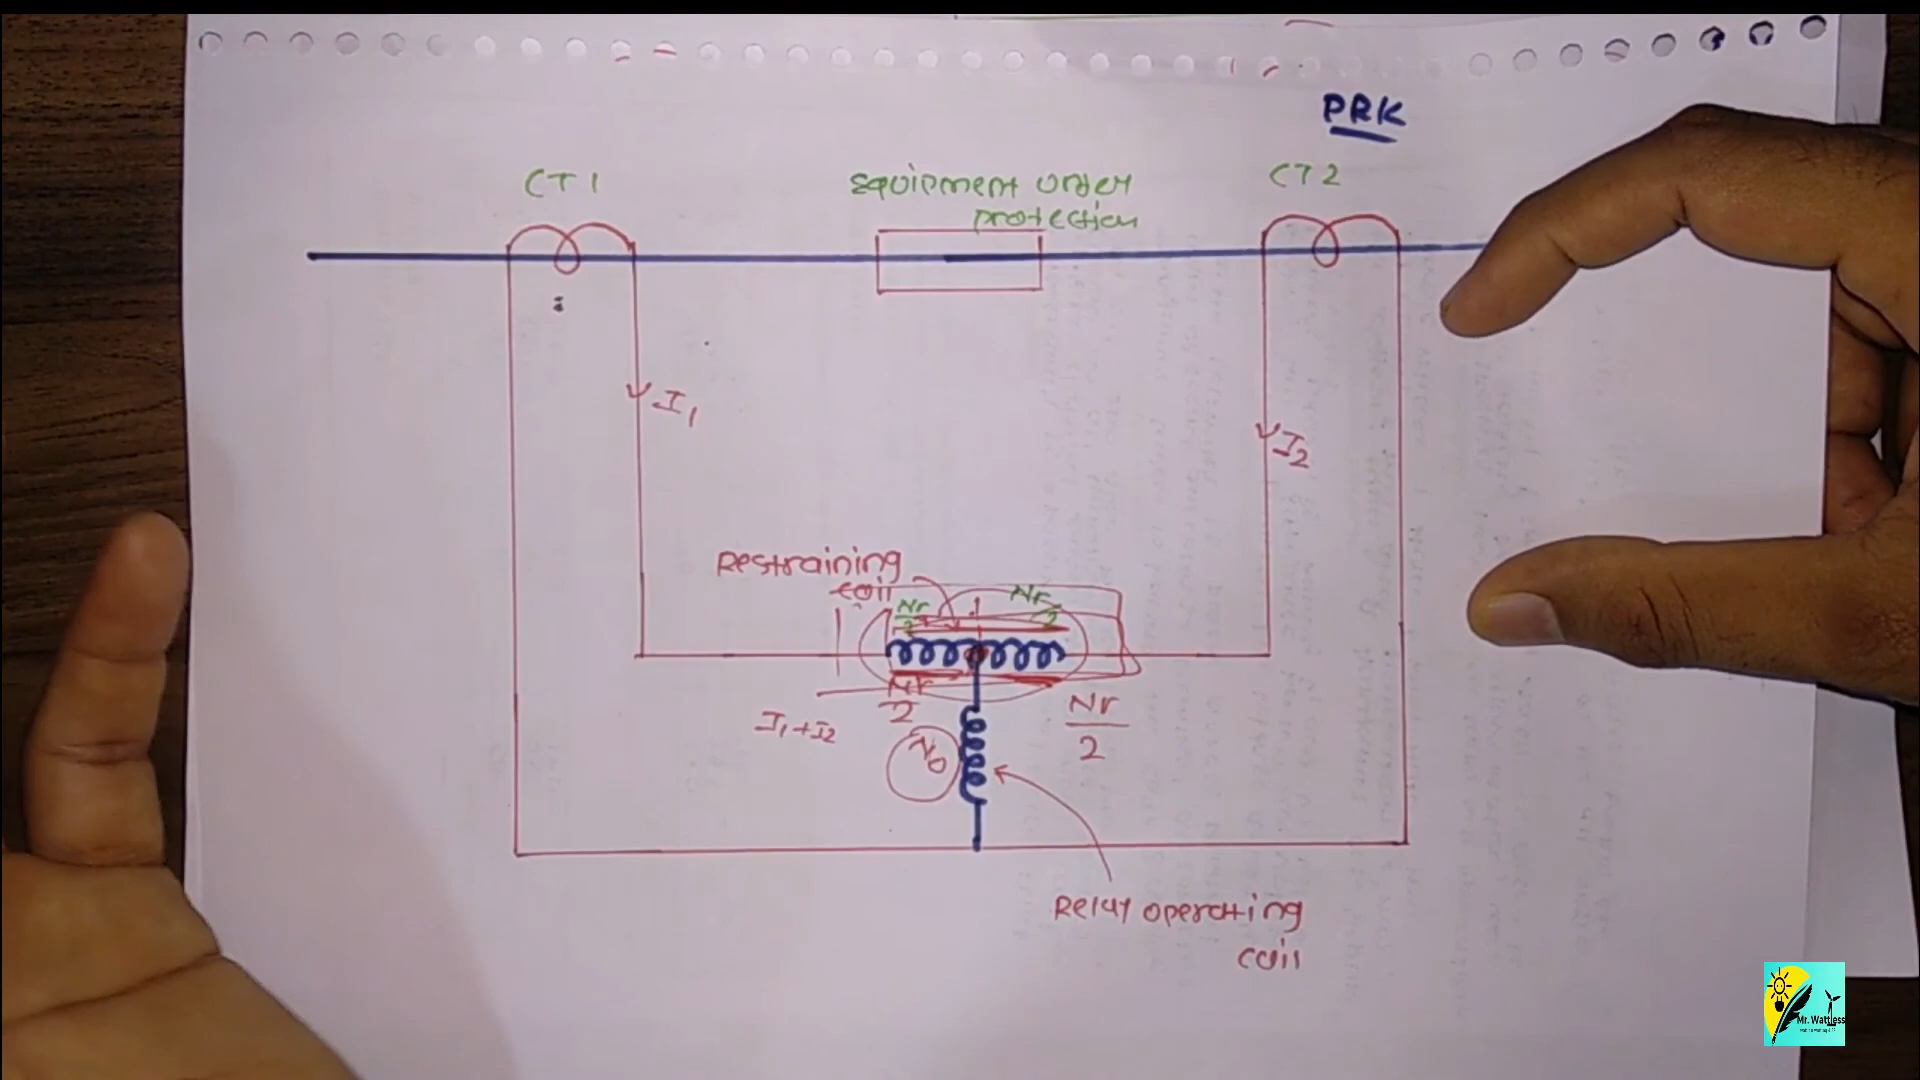 PRK
CT1
Equipment under
protection
CT2
I1
I2
Restraining
coil
Nr
2
Nr
2
Nr
2
Nr
2
I1+I2
No
Relay operating
coil
Mr. Wattless